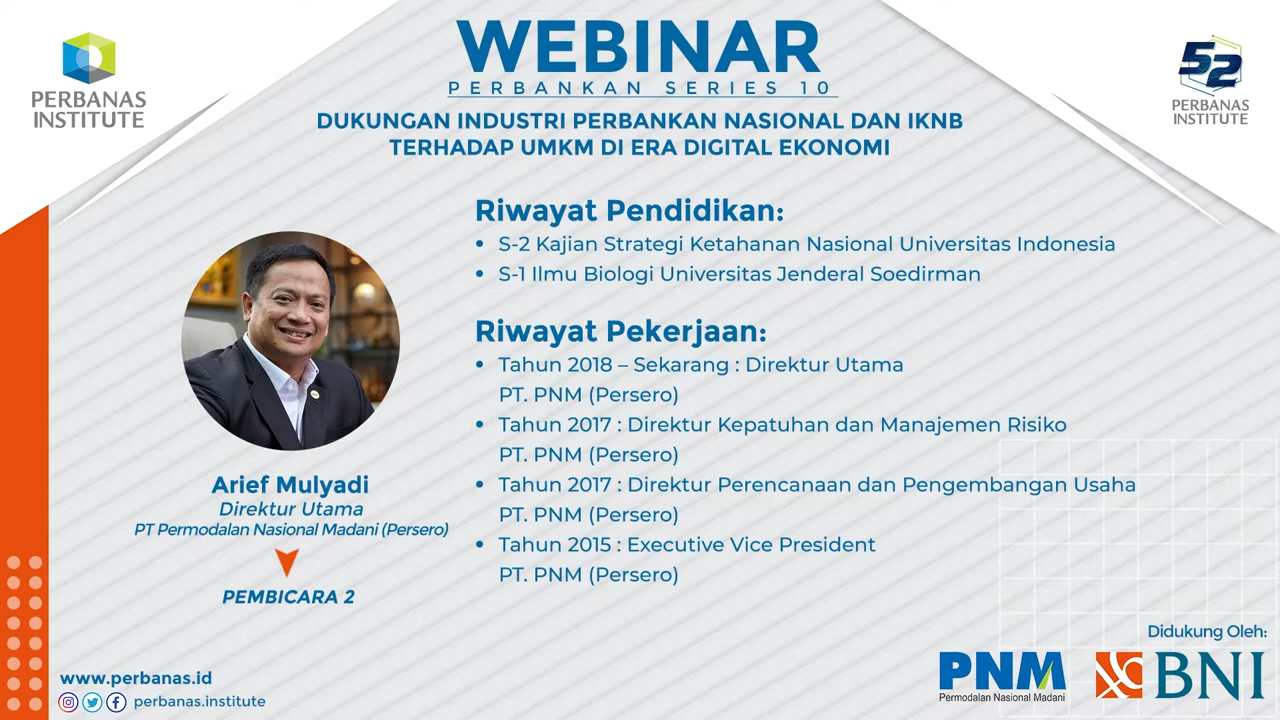 PERBANAS
INSTITUTE
WEBINAR
PERBANKAN SERIES 10
DUKUNGAN INDUSTRI PERBANKAN NASIONAL DAN IKNB
TERHADAP UMKM DI ERA DIGITAL EKONOMI
52
PERBANAS
INSTITUTE
Arief Mulyadi
Direktur Utama
PT Permodalan Nasional Madani (Persero)
PEMBICARA 2
Riwayat Pendidikan:
• S-2 Kajian Strategi Ketahanan Nasional Universitas Indonesia
• S-1 Ilmu Biologi Universitas Jenderal Soedirman
Riwayat Pekerjaan:
• Tahun 2018 – Sekarang : Direktur Utama
PT. PNM (Persero)
• Tahun 2017 : Direktur Kepatuhan dan Manajemen Risiko
PT. PNM (Persero)
• Tahun 2017 : Direktur Perencanaan dan Pengembangan Usaha
PT. PNM (Persero)
• Tahun 2015 : Executive Vice President
PT. PNM (Persero)
www.perbanas.id
perbanas.institute
Didukung Oleh:
PNM
Permodalan Nasional Madani
BNI